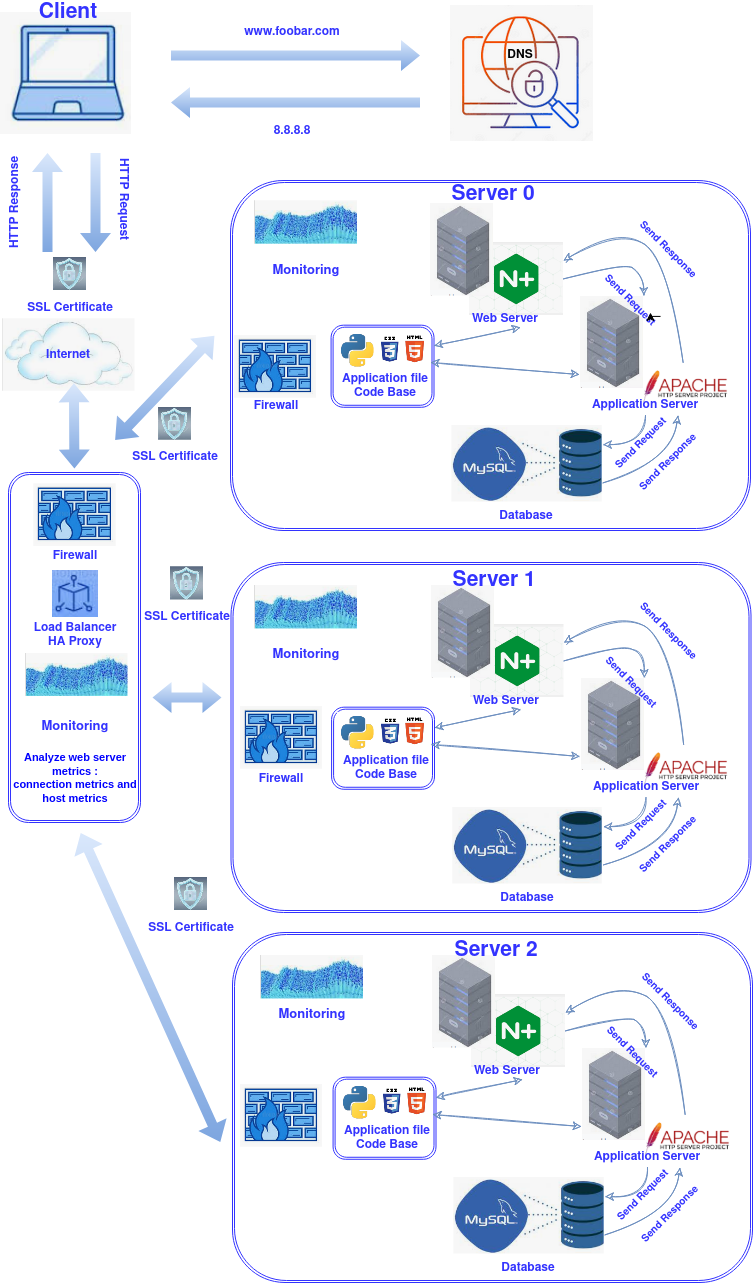 Client
www.foobar.com
DNS
8.8.8.8
HTTP Response
HTTP Request
SSL Certificate
Internet
SSL Certificate
Firewall
Load Balancer
HA Proxy
Monitoring
Analyze web server
metrics :
connection metrics and
host metrics
SSL Certificate
SSL Certificate
Server 0
Monitoring
N+
Web Server
Send Response
Send Request
Firewall
CSS
3
HTML
5
Application file
Code Base
APACHE
HTTP SERVER PROJECT
Application Server
Send Request
Send Response
MySQL
Database
Server 1
Monitoring
N+
Web Server
Send Response
Send Request
Firewall
CSS
3
HTML
5
Application file
Code Base
APACHE
HTTP SERVER PROJECT
Application Server
Send Request
Send Response
MySQL
Database
Server 2
Monitoring
N+
Web Server
Send Response
Send Request
CSS
3
HTML
5
Application file
Code Base
APACHE
HTTP SERVER PROJECT
Application Server
Send Request
Send Response
MySQL
Database